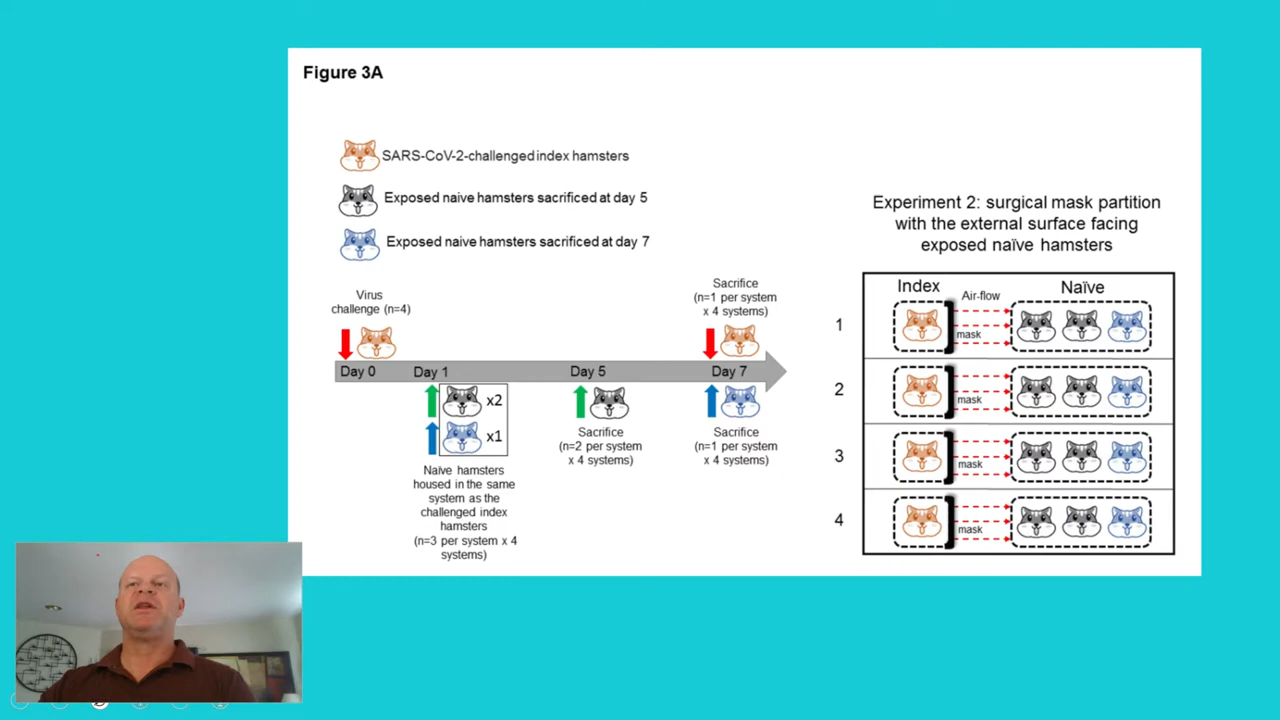 Figure 3A
SARS-CoV-2-challenged index hamsters
Exposed naive hamsters sacrificed at day 5
Exposed naive hamsters sacrificed at day 7
Virus
challenge (n=4)
Sacrifice
(n=1 per system
x 4 systems)
Day 0
Day 1
Day 5
Day 7
x2
x1
Naive hamsters
housed in the same
system as the
challenged index
hamsters
(n=3 per system x 4
systems)
Sacrifice
(n=2 per system
x 4 systems)
Sacrifice
(n=1 per system
x 4 systems)
Experiment 2: surgical mask partition
with the external surface facing
exposed naïve hamsters
Index
Air-flow
Naïve
1
mask
2
mask
3
mask
4
mask